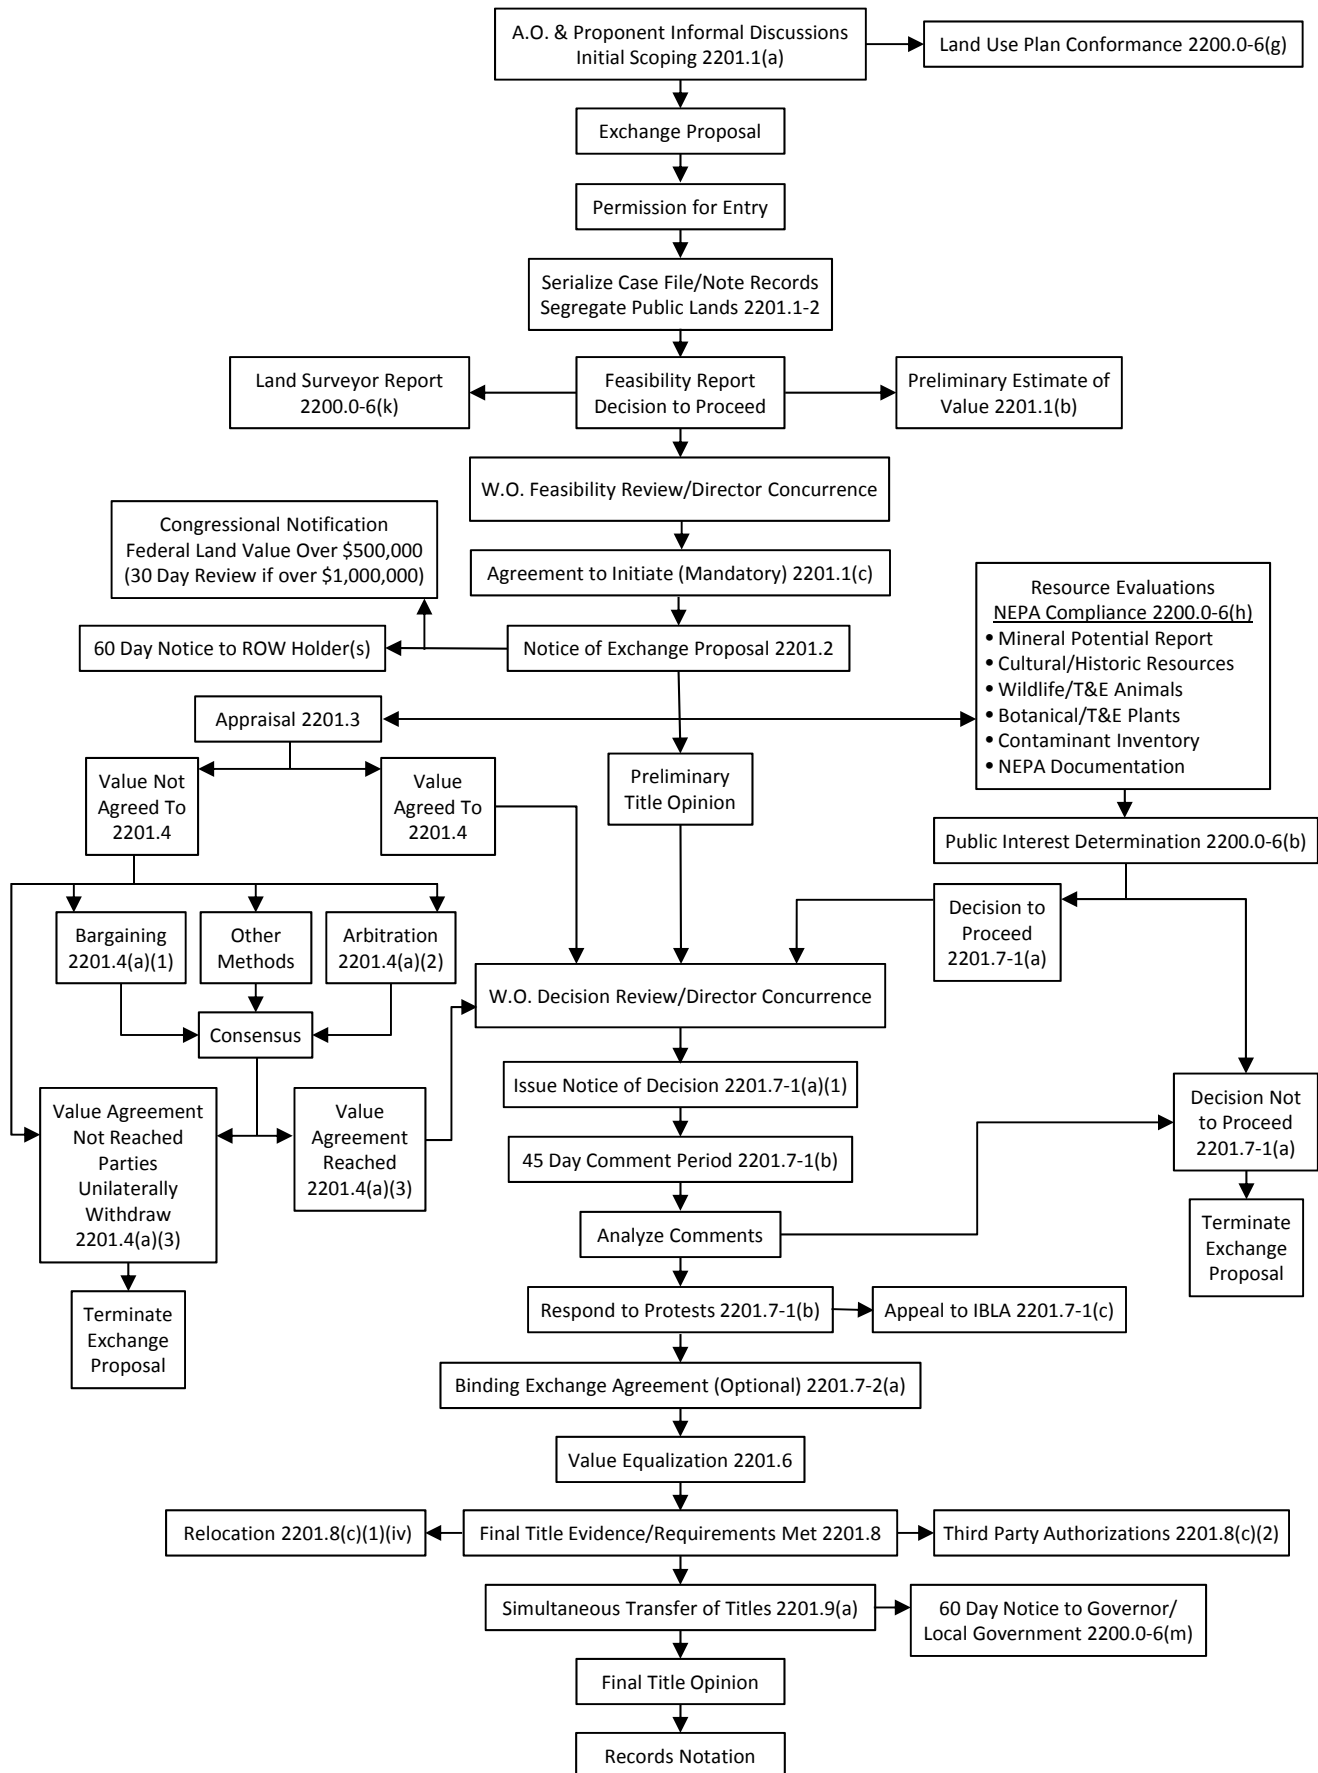 A.O. & Proponent Informal Discussions
Initial Scoping 2201.1(a)
Land Use Plan Conformance 2200.0-6(g)
Exchange Proposal
Permission for Entry
Serialize Case File/Note Records
Segregate Public Lands 2201.1-2
Land Surveyor Report
2200.0-6(k)
Feasibility Report
Decision to Proceed
Preliminary Estimate of
Value 2201.1(b)
W.O. Feasibility Review/Director Concurrence
Congressional Notification
Federal Land Value Over $500,000
(30 Day Review if over $1,000,000)
Agreement to Initiate (Mandatory) 2201.1(c)
60 Day Notice to ROW Holder(s)
Notice of Exchange Proposal 2201.2
Resource Evaluations
NEPA Compliance 2200.0-6(h)
• Mineral Potential Report
• Cultural/Historic Resources
• Wildlife/T&E Animals
• Botanical/T&E Plants
• Contaminant Inventory
• NEPA Documentation
Appraisal 2201.3
Value Not
Agreed To
2201.4
Value
Agreed To
2201.4
Preliminary
Title Opinion
Public Interest Determination 2200.0-6(b)
Bargaining
2201.4(a)(1)
Other
Methods
Arbitration
2201.4(a)(2)
Decision to
Proceed
2201.7-1(a)
Consensus
W.O. Decision Review/Director Concurrence
Value Agreement
Not Reached
Parties
Unilaterally
Withdraw
2201.4(a)(3)
Value
Agreement
Reached
2201.4(a)(3)
Issue Notice of Decision 2201.7-1(a)(1)
Decision Not
to Proceed
2201.7-1(a)
45 Day Comment Period 2201.7-1(b)
Analyze Comments
Terminate
Exchange
Proposal
Terminate
Exchange
Proposal
Respond to Protests 2201.7-1(b)
Appeal to IBLA 2201.7-1(c)
Binding Exchange Agreement (Optional) 2201.7-2(a)
Value Equalization 2201.6
Relocation 2201.8(c)(1)(iv)
Final Title Evidence/Requirements Met 2201.8
Third Party Authorizations 2201.8(c)(2)
Simultaneous Transfer of Titles 2201.9(a)
60 Day Notice to Governor/
Local Government 2200.0-6(m)
Final Title Opinion
Records Notation